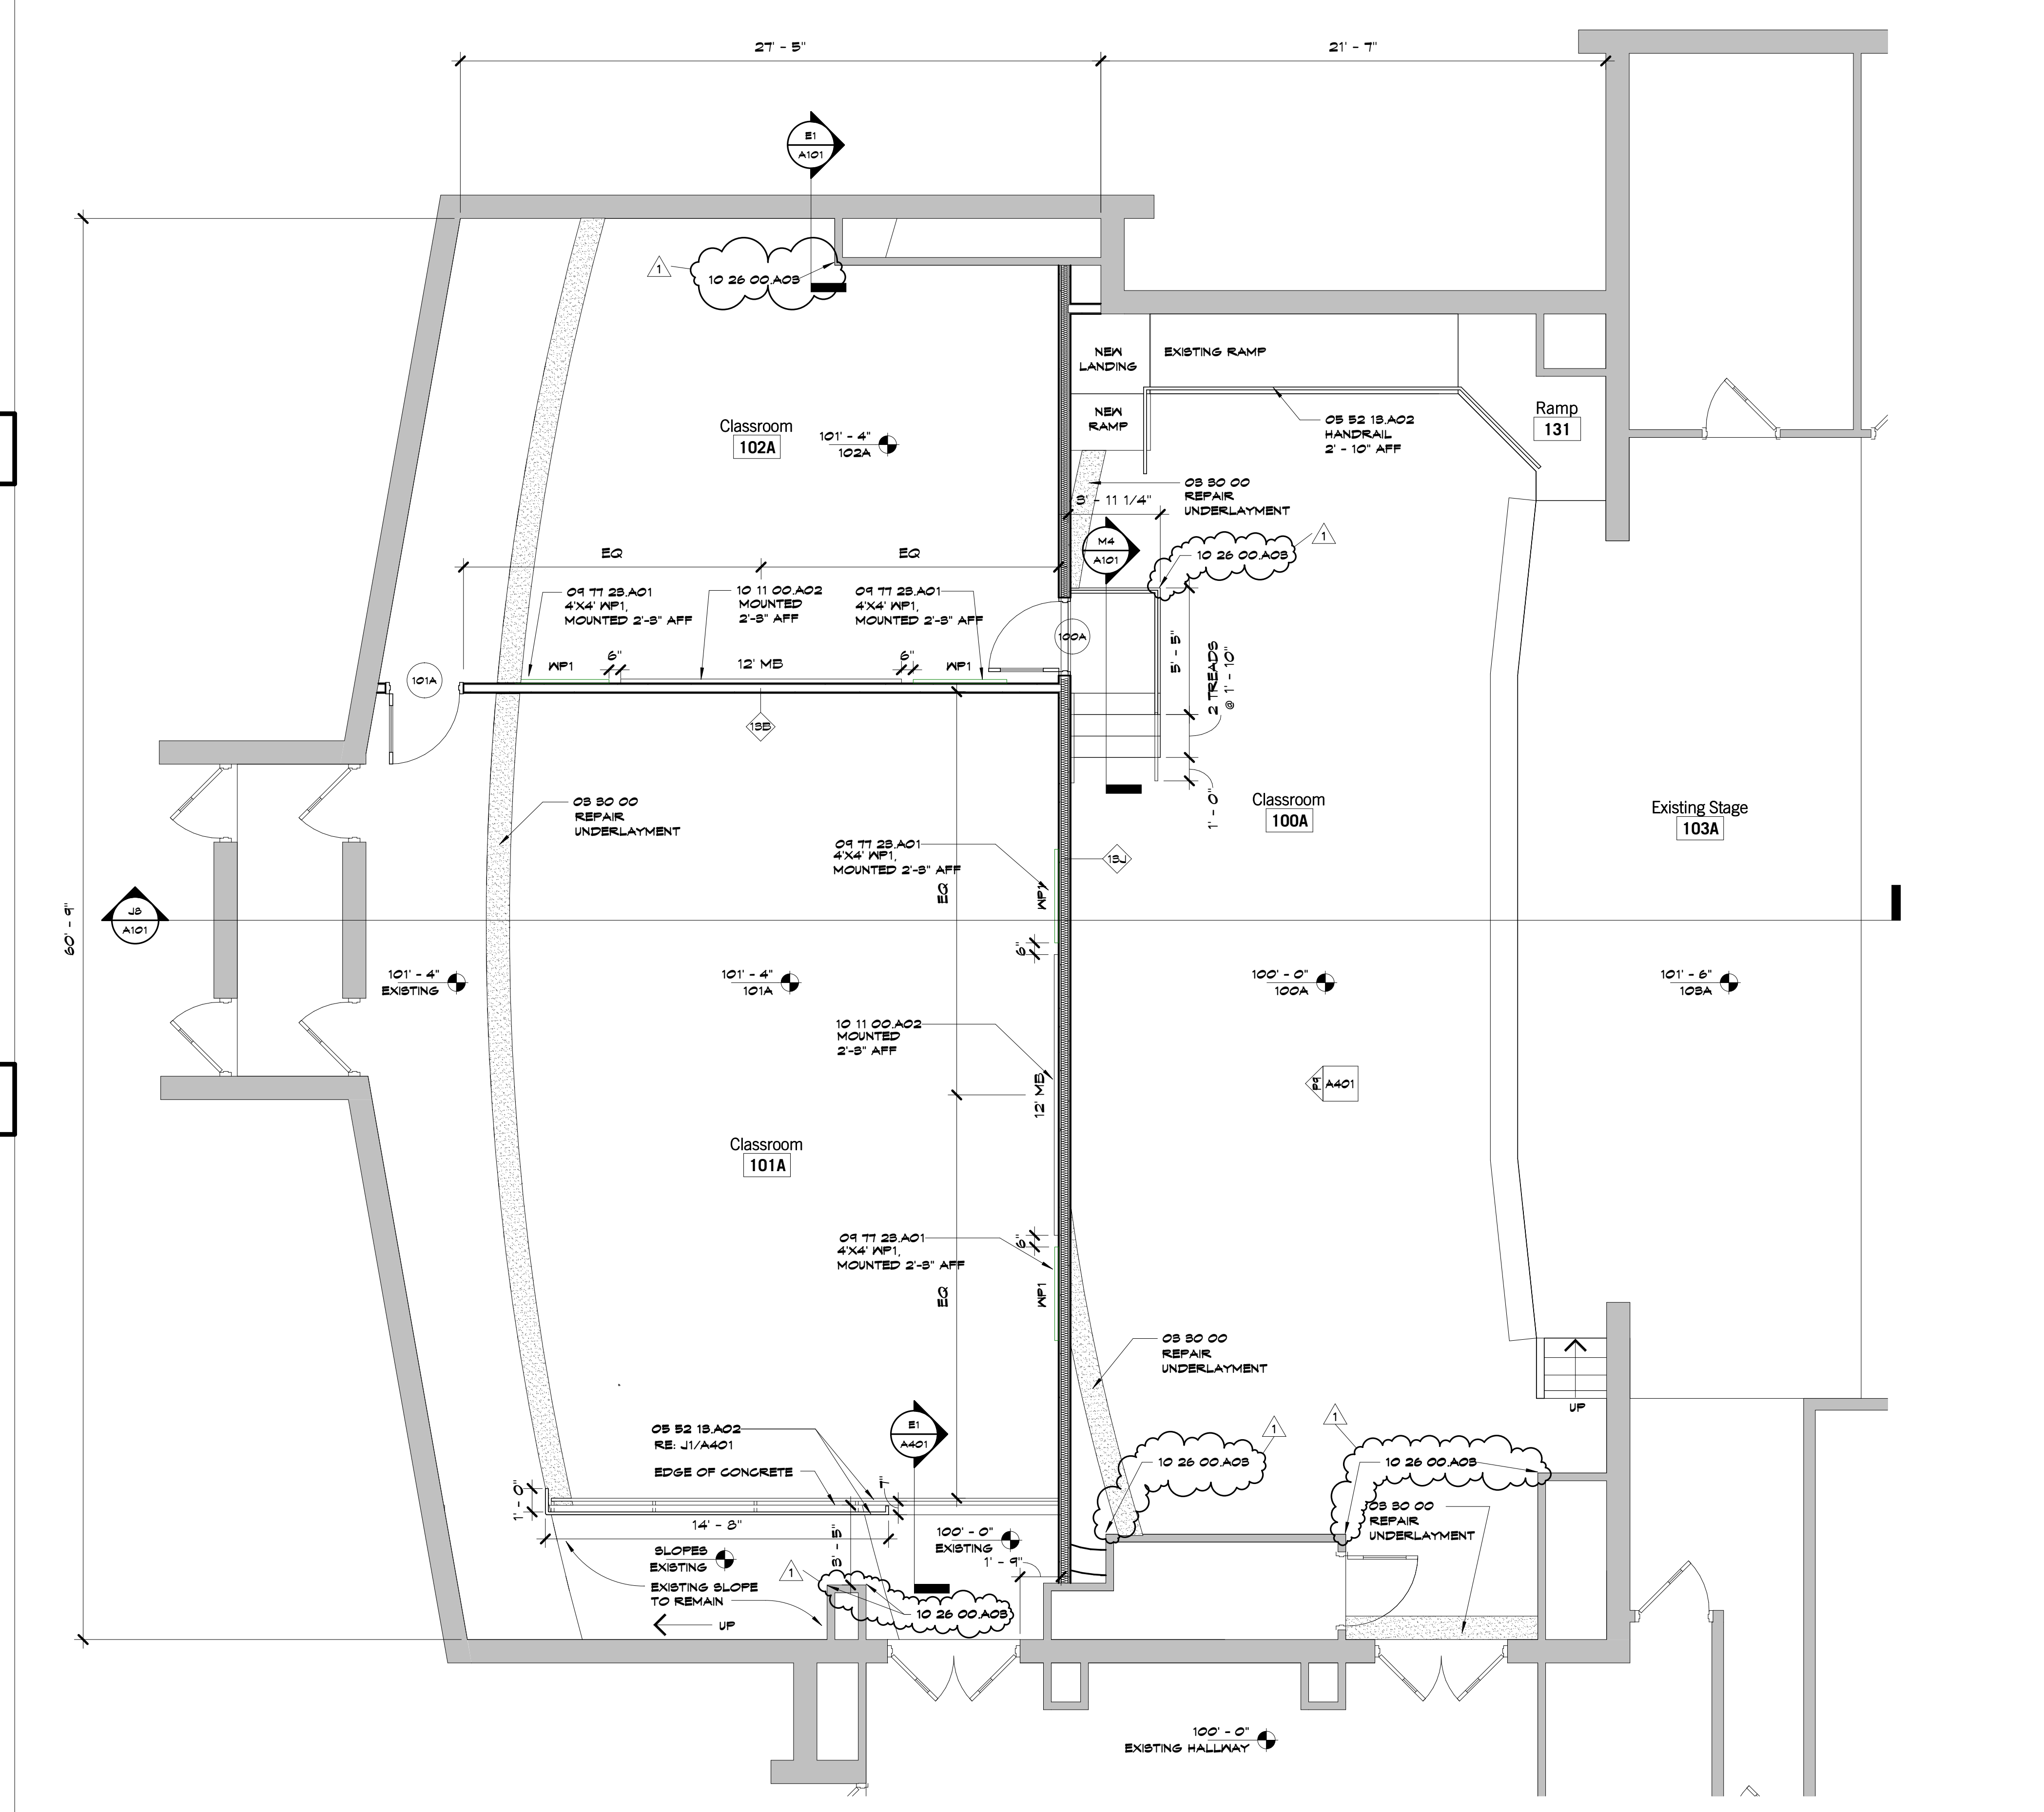 27' - 5"
21' - 7"
E1
A101
1
10 26 00.A03
NEW
LANDING
EXISTING RAMP
NEW
RAMP
05 52 13.A02
HANDRAIL
2' - 10" AFF
Ramp
131
Classroom
102A
101' - 4"
102A
03 30 00
REPAIR
UNDERLAYMENT
3' - 11 1/4"
M4
A101
10 26 00.A03
1
EQ
EQ
09 77 23.A01
4'X4' WP1,
MOUNTED 2'-3" AFF
10 11 00.A02
MOUNTED
2'-3" AFF
09 77 23.A01
4'X4' WP1,
MOUNTED 2'-3" AFF
100A
WP1
6"
12' MB
6"
WP1
101A
13B
5' - 5"
2 TREADS
@ 1' - 10"
1' - 0"
03 30 00
REPAIR
UNDERLAYMENT
Classroom
100A
Existing Stage
103A
09 77 23.A01
4'X4' WP1,
MOUNTED 2'-3" AFF
13J
EQ
WP1
J8
A101
60' - 9"
6"
101' - 4"
EXISTING
101' - 4"
101A
100' - 0"
100A
101' - 6"
103A
10 11 00.A02
MOUNTED
2'-3" AFF
12' MB
P9
A401
Classroom
101A
09 77 23.A01
4'X4' WP1,
MOUNTED 2'-3" AFF
6"
EQ
WP1
03 30 00
REPAIR
UNDERLAYMENT
UP
05 52 13.A02
RE: J1/A401
EDGE OF CONCRETE
E1
A401
1
1
10 26 00.A03
10 26 00.A03
1' - 0"
7"
14' - 8"
3' - 5"
03 30 00
REPAIR
UNDERLAYMENT
100' - 0"
EXISTING
1' - 9"
SLOPES
EXISTING
EXISTING SLOPE
TO REMAIN
1
10 26 00.A03
UP
100' - 0"
EXISTING HALLWAY